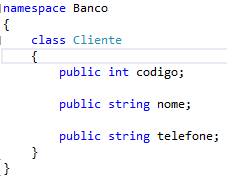 namespace Banco
{
    class Cliente
    {
        public int codigo;
        public string nome;
        public string telefone;
    }
}